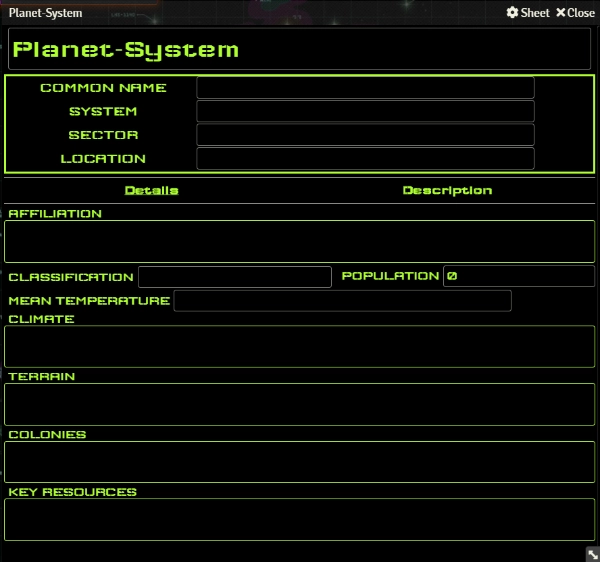 Planet-System
Sheet Close
Planet-System
COMMON NAME
SYSTEM
SECTOR
LOCATION
Details Description
AFFILIATION
CLASSIFICATION POPULATION 0
MEAN TEMPERATURE
CLIMATE
TERRAIN
COLONIES
KEY RESOURCES